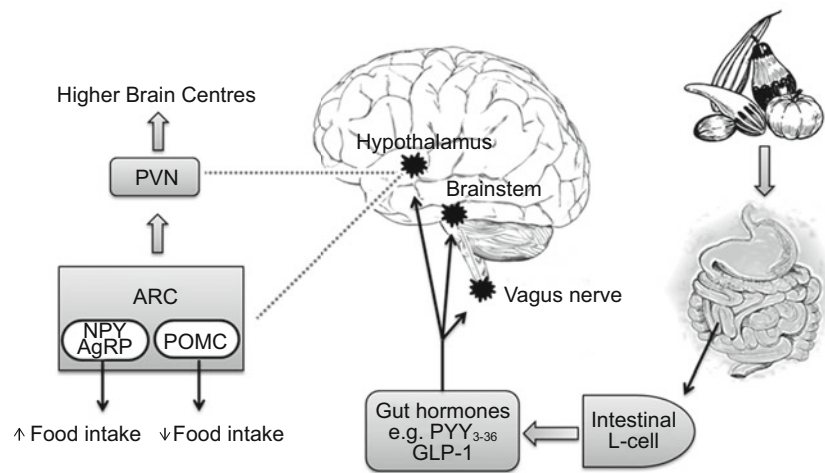 Higher Brain Centres
PVN
ARC
NPY
AgRP
POMC
↑ Food intake
↓Food intake
Hypothalamus
Brainstem
Vagus nerve
Gut hormones
e.g. PYY₃₋₃₆
GLP-1
Intestinal
L-cell